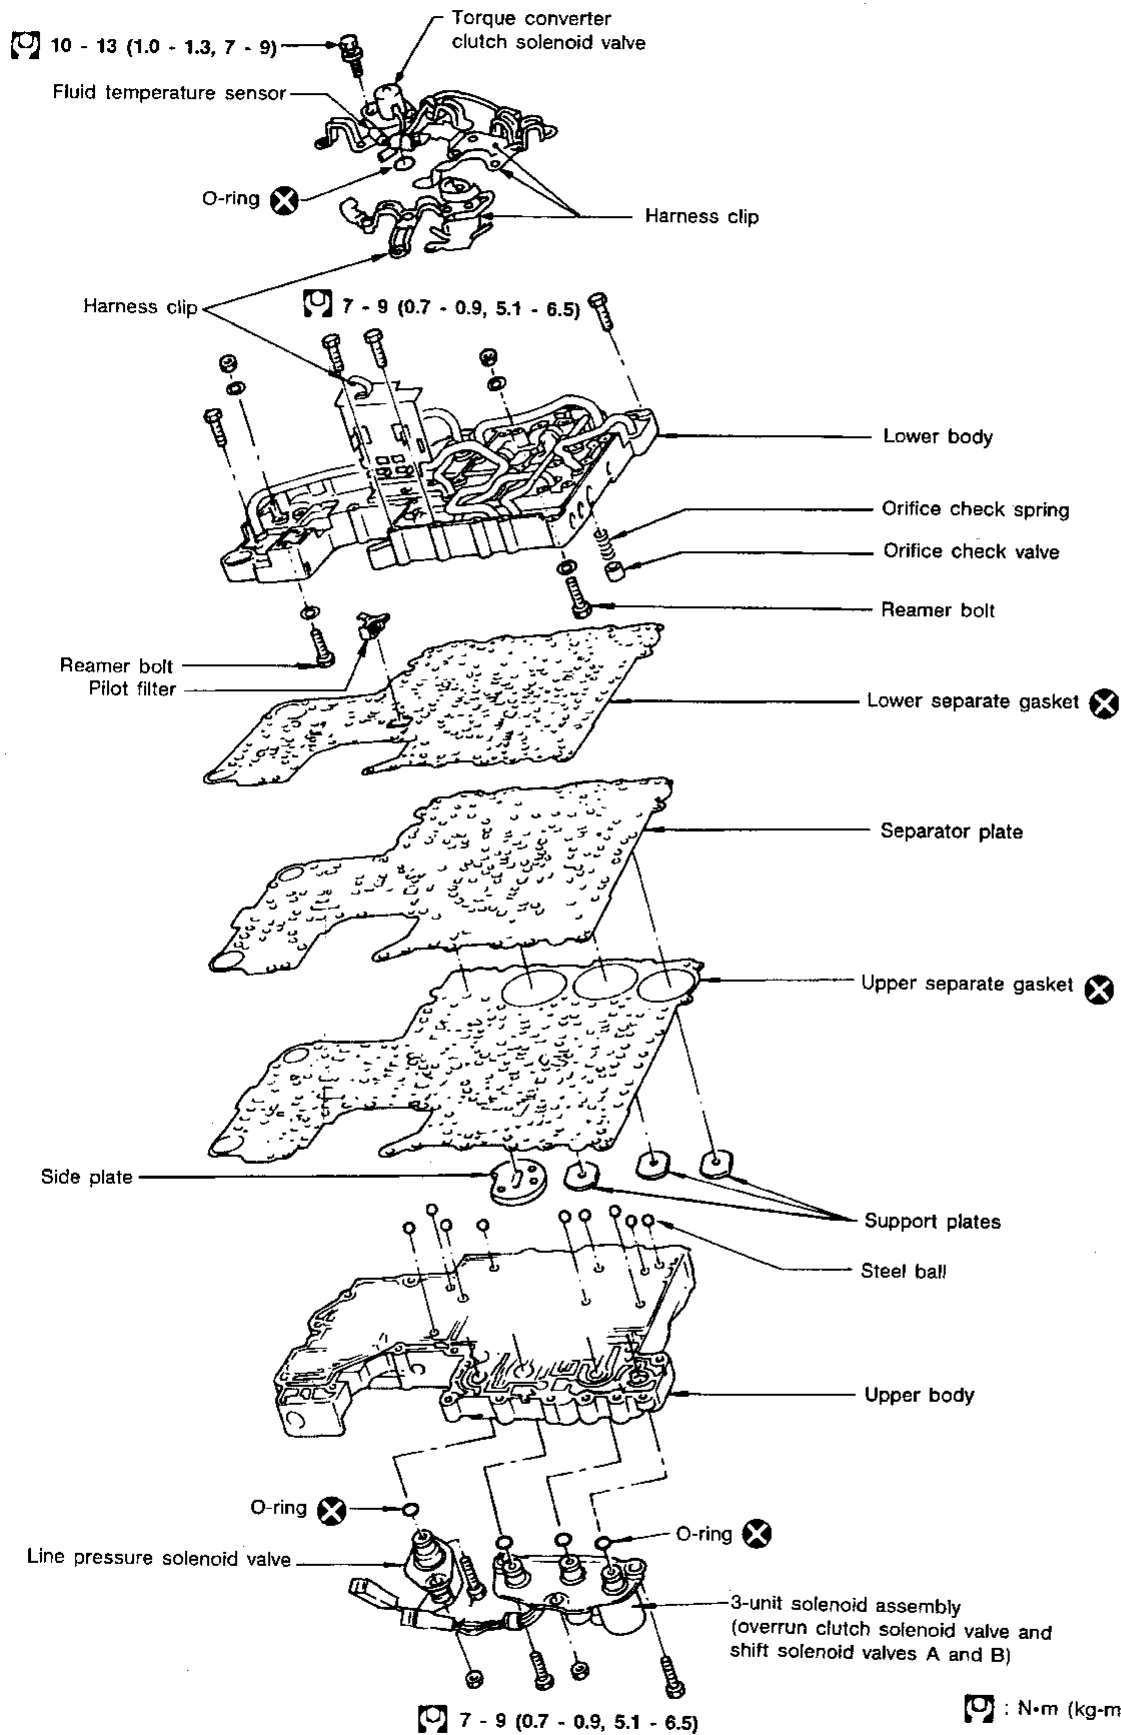 Torque converter
clutch solenoid valve
10 - 13 (1.0 - 1.3, 7 - 9)
Fluid temperature sensor
O-ring
Harness clip
Harness clip
7 - 9 (0.7 - 0.9, 5.1 - 6.5)
Lower body
Orifice check spring
Orifice check valve
Reamer bolt
Reamer bolt
Pilot filter
Lower separate gasket
Separator plate
Upper separate gasket
Side plate
Support plates
Steel ball
Upper body
O-ring
O-ring
Line pressure solenoid valve
3-unit solenoid assembly
(overrun clutch solenoid valve and
shift solenoid valves A and B)
7 - 9 (0.7 - 0.9, 5.1 - 6.5)
: N•m (kg-m